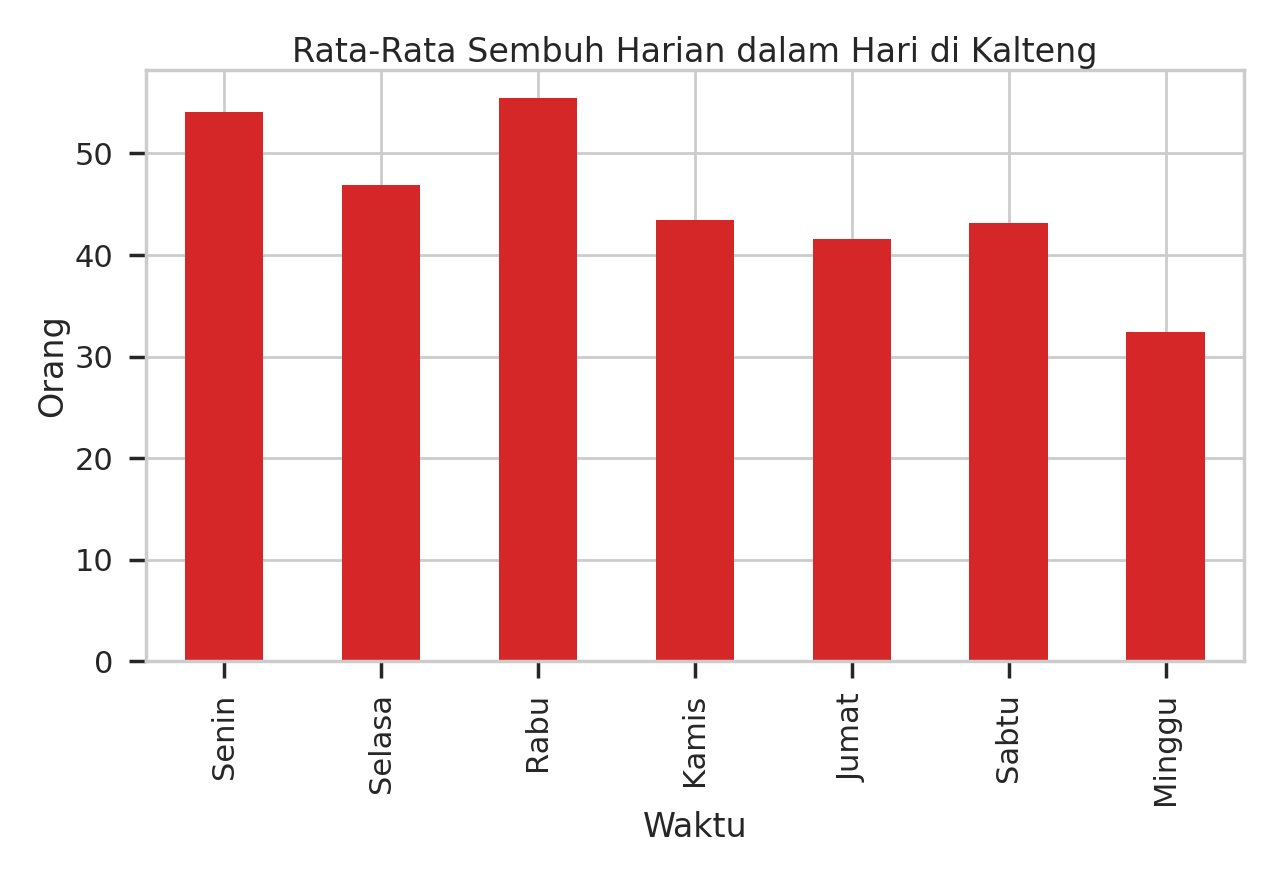 Rata-Rata Sembuh Harian dalam Hari di Kalteng
Orang
50
40
30
20
10
0
Senin
Selasa
Rabu
Kamis
Jumat
Sabtu
Minggu
Waktu